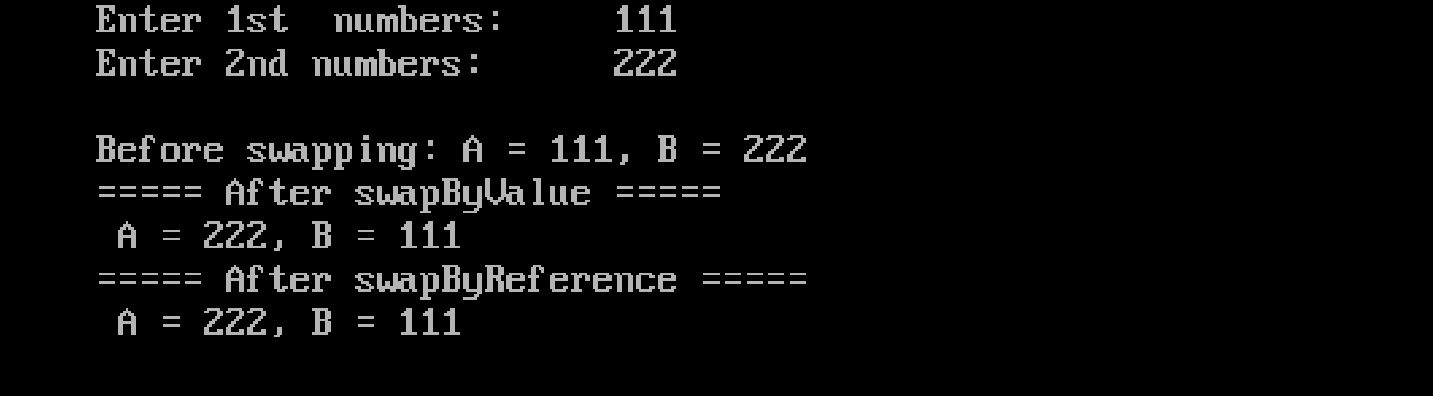 Enter 1st  numbers:     111
Enter 2nd numbers:      222
Before swapping: A = 111, B = 222
===== After swapByValue =====
 A = 222, B = 111
===== After swapByReference =====
 A = 222, B = 111